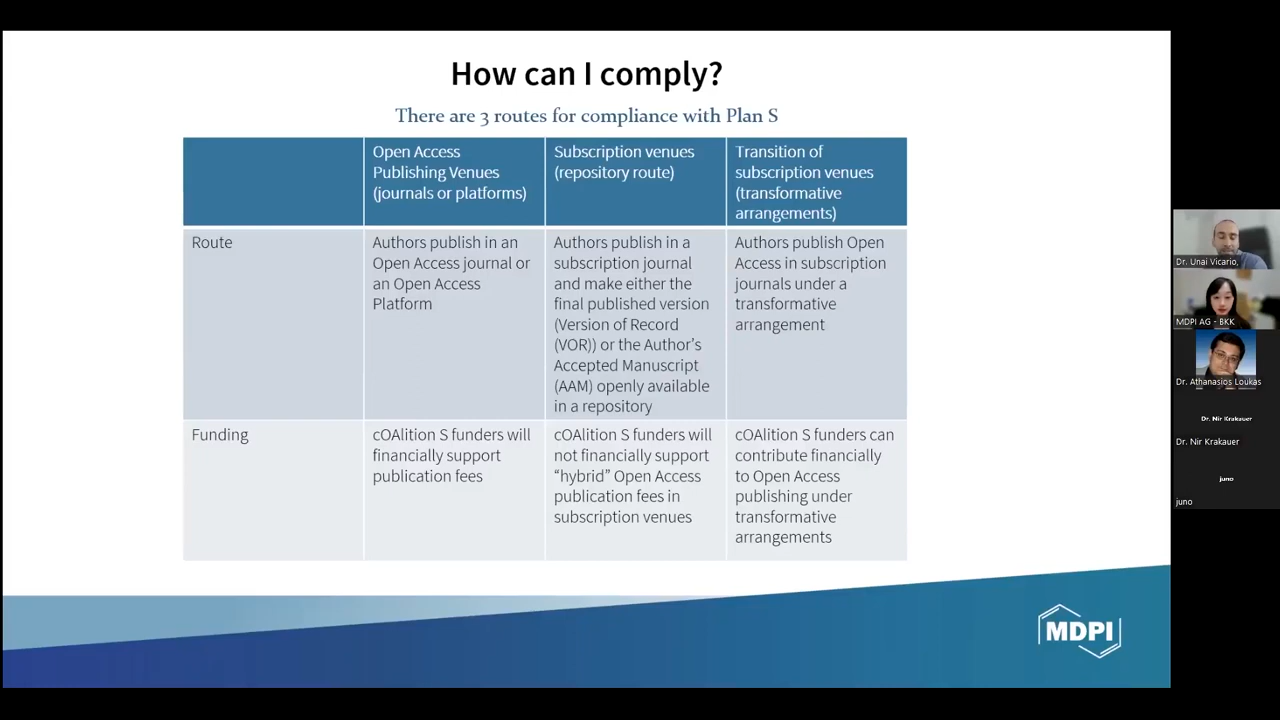 How can I comply?
There are 3 routes for compliance with Plan S
Open Access
Publishing Venues
(journals or platforms)
Subscription venues
(repository route)
Transition of
subscription venues
(transformative
arrangements)
Route
Authors publish in an
Open Access journal or
an Open Access
Platform
Authors publish in a
subscription journal
and make either the
final published version
(Version of Record
(VOR)) or the Author's
Accepted Manuscript
(AAM) openly available
in a repository
Authors publish Open
Access in subscription
journals under a
transformative
arrangement
Funding
cOAlition S funders will
financially support
publication fees
cOAlition S funders will
not financially support
“hybrid” Open Access
publication fees in
subscription venues
cOAlition S funders can
contribute financially
to Open Access
publishing under
transformative
arrangements
MDPI
Dr. Unai Vicario,
MDPI AG - BKK
Dr. Athanasios Loukas
Dr. Nir Krakauer
Dr. Nir Krakauer
juno
juno